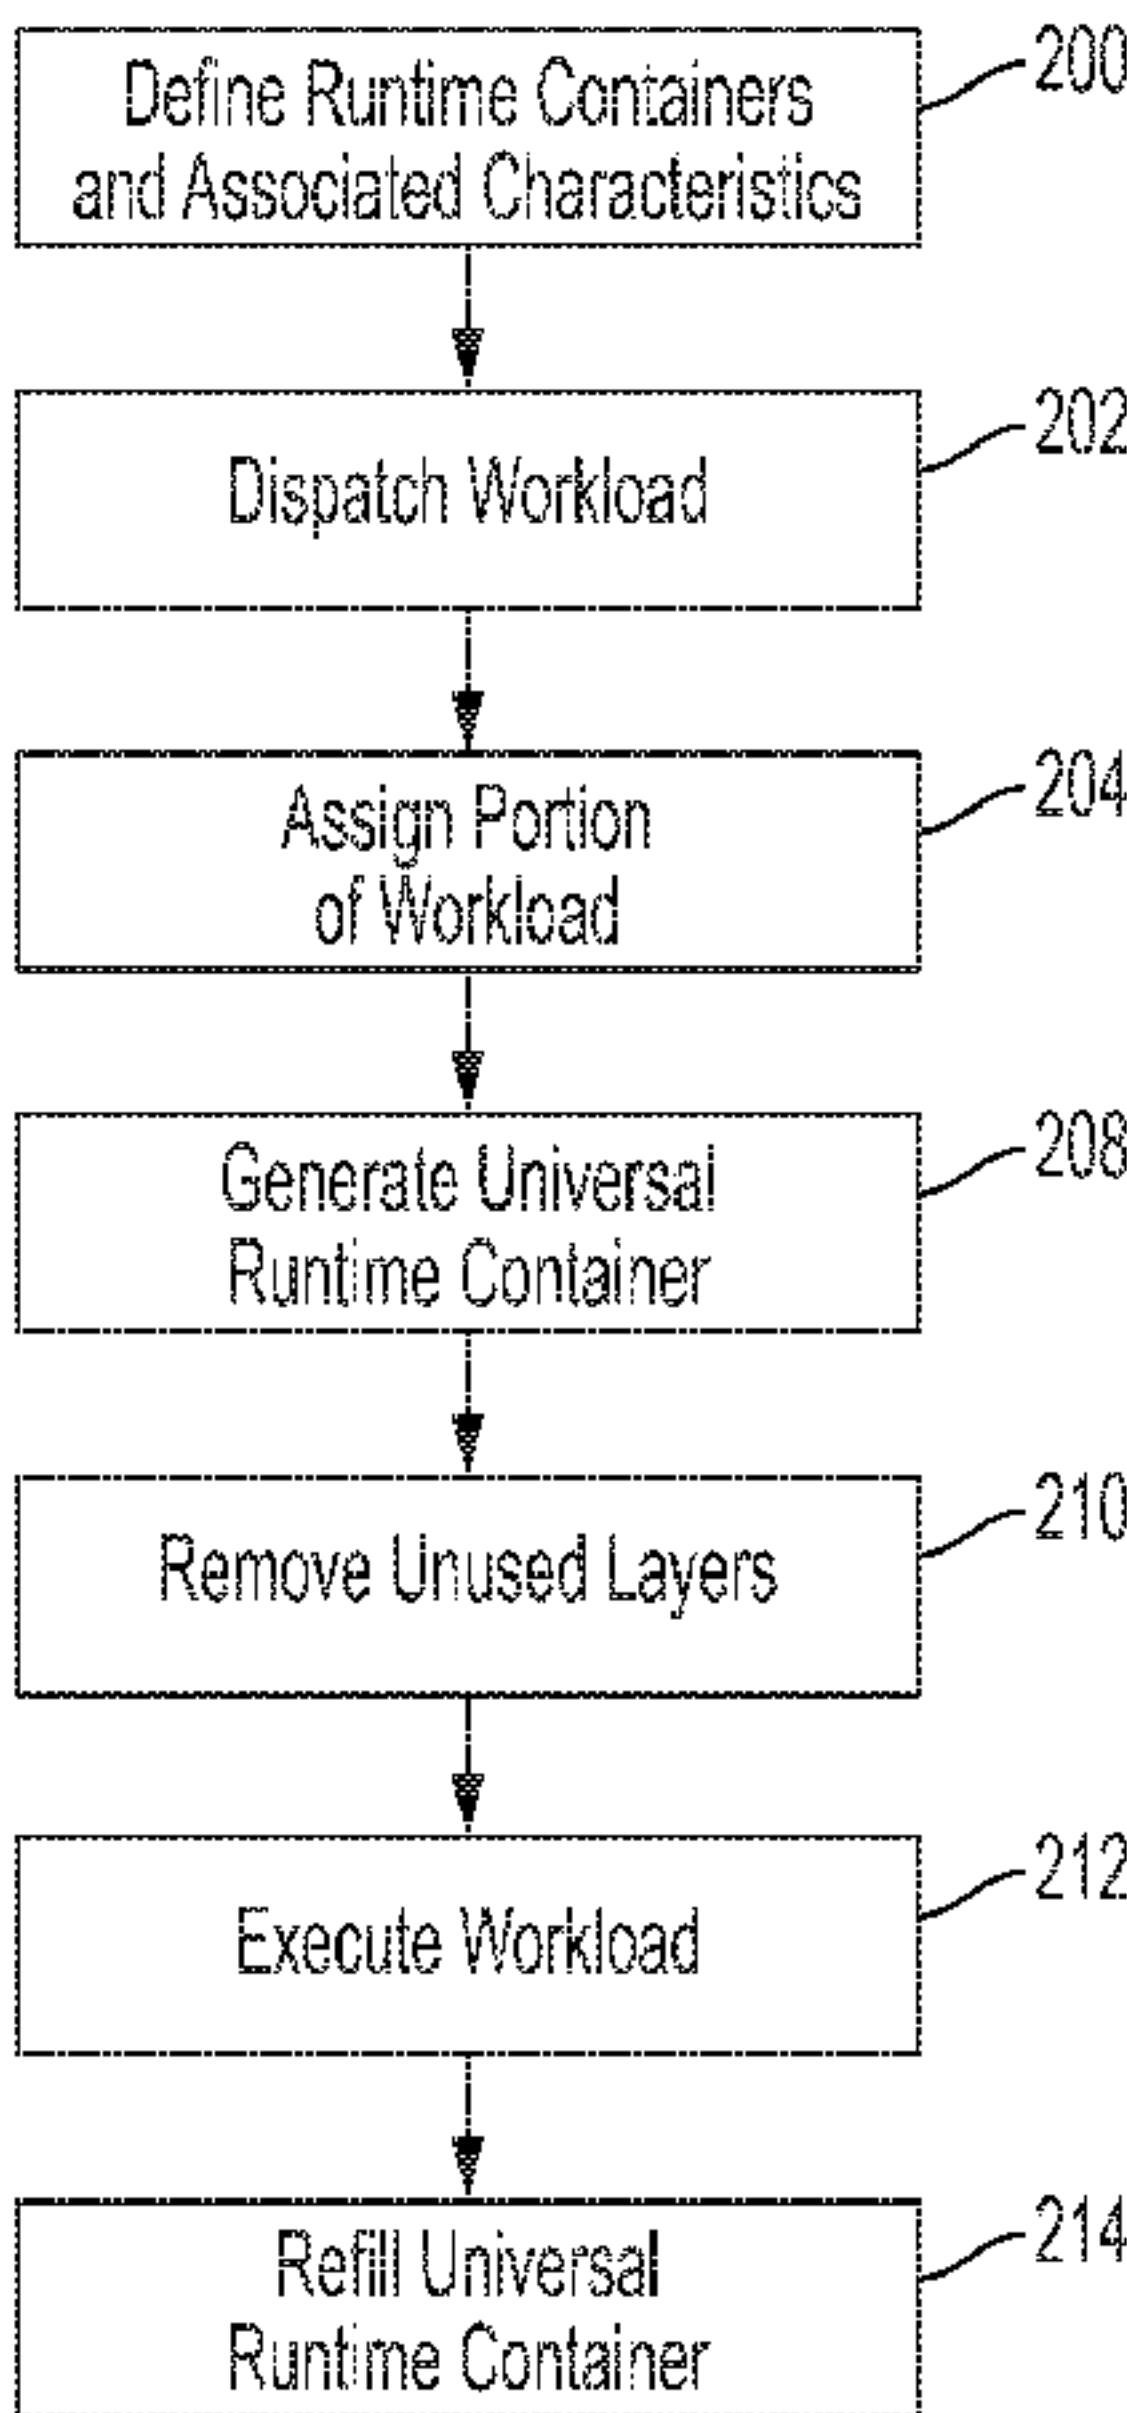 Define Runtime Containers
and Associated Characteristics
200
Dispatch Workload
202
Assign Portion
of Workload
204
Generate Universal
Runtime Container
208
Remove Unused Layers
210
Execute Workload
212
Refill Universal
Runtime Container
214